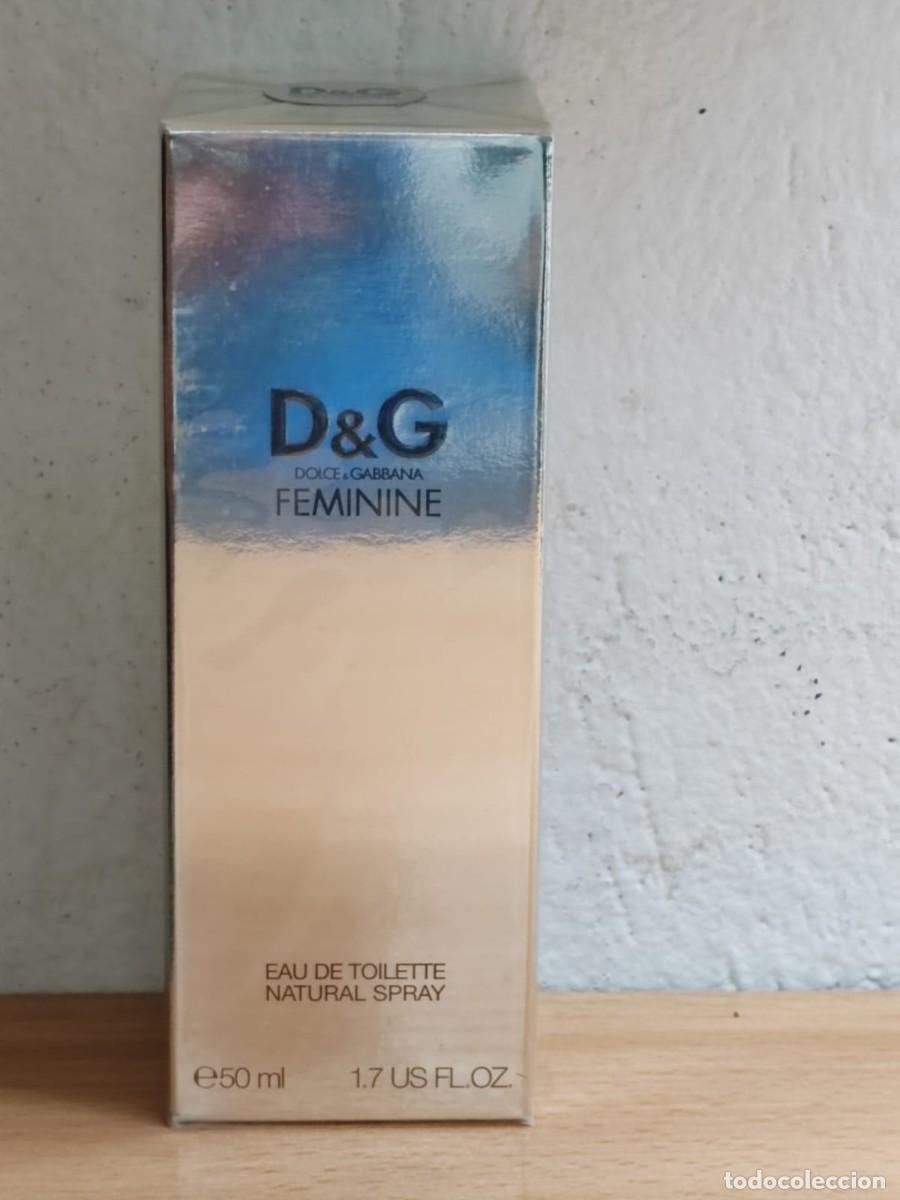 D&G
D&G
DOLCE & GABBANA
FEMININE
EAU DE TOILETTE
NATURAL SPRAY
℮50 ml 1.7 US FL.OZ.
todocoleccion